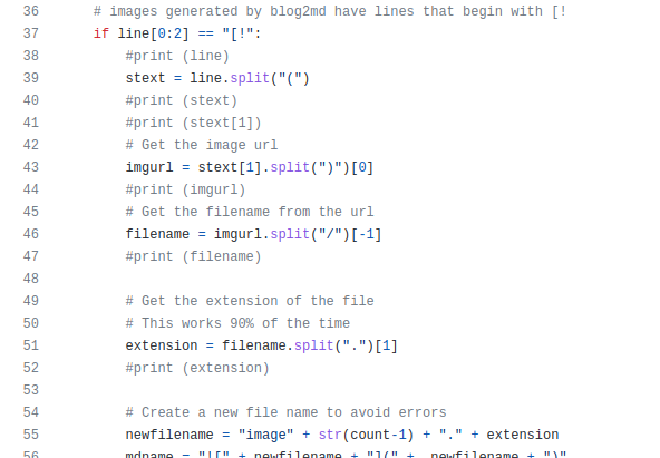 36 # images generated by blog2md have lines that begin with [!
37 if line[0:2] == "[!":
38 #print (line)
39 stext = line.split("(")
40 #print (stext)
41 #print (stext[1])
42 # Get the image url
43 imgurl = stext[1].split(")")[0]
44 #print (imgurl)
45 # Get the filename from the url
46 filename = imgurl.split("/")[-1]
47 #print (filename)
48
49 # Get the extension of the file
50 # This works 90% of the time
51 extension = filename.split(".")[1]
52 #print (extension)
53
54 # Create a new file name to avoid errors
55 newfilename = "image" + str(count-1) + "." + extension
56 mdname = "![" + newfilename + "](" + newfilename + ")"